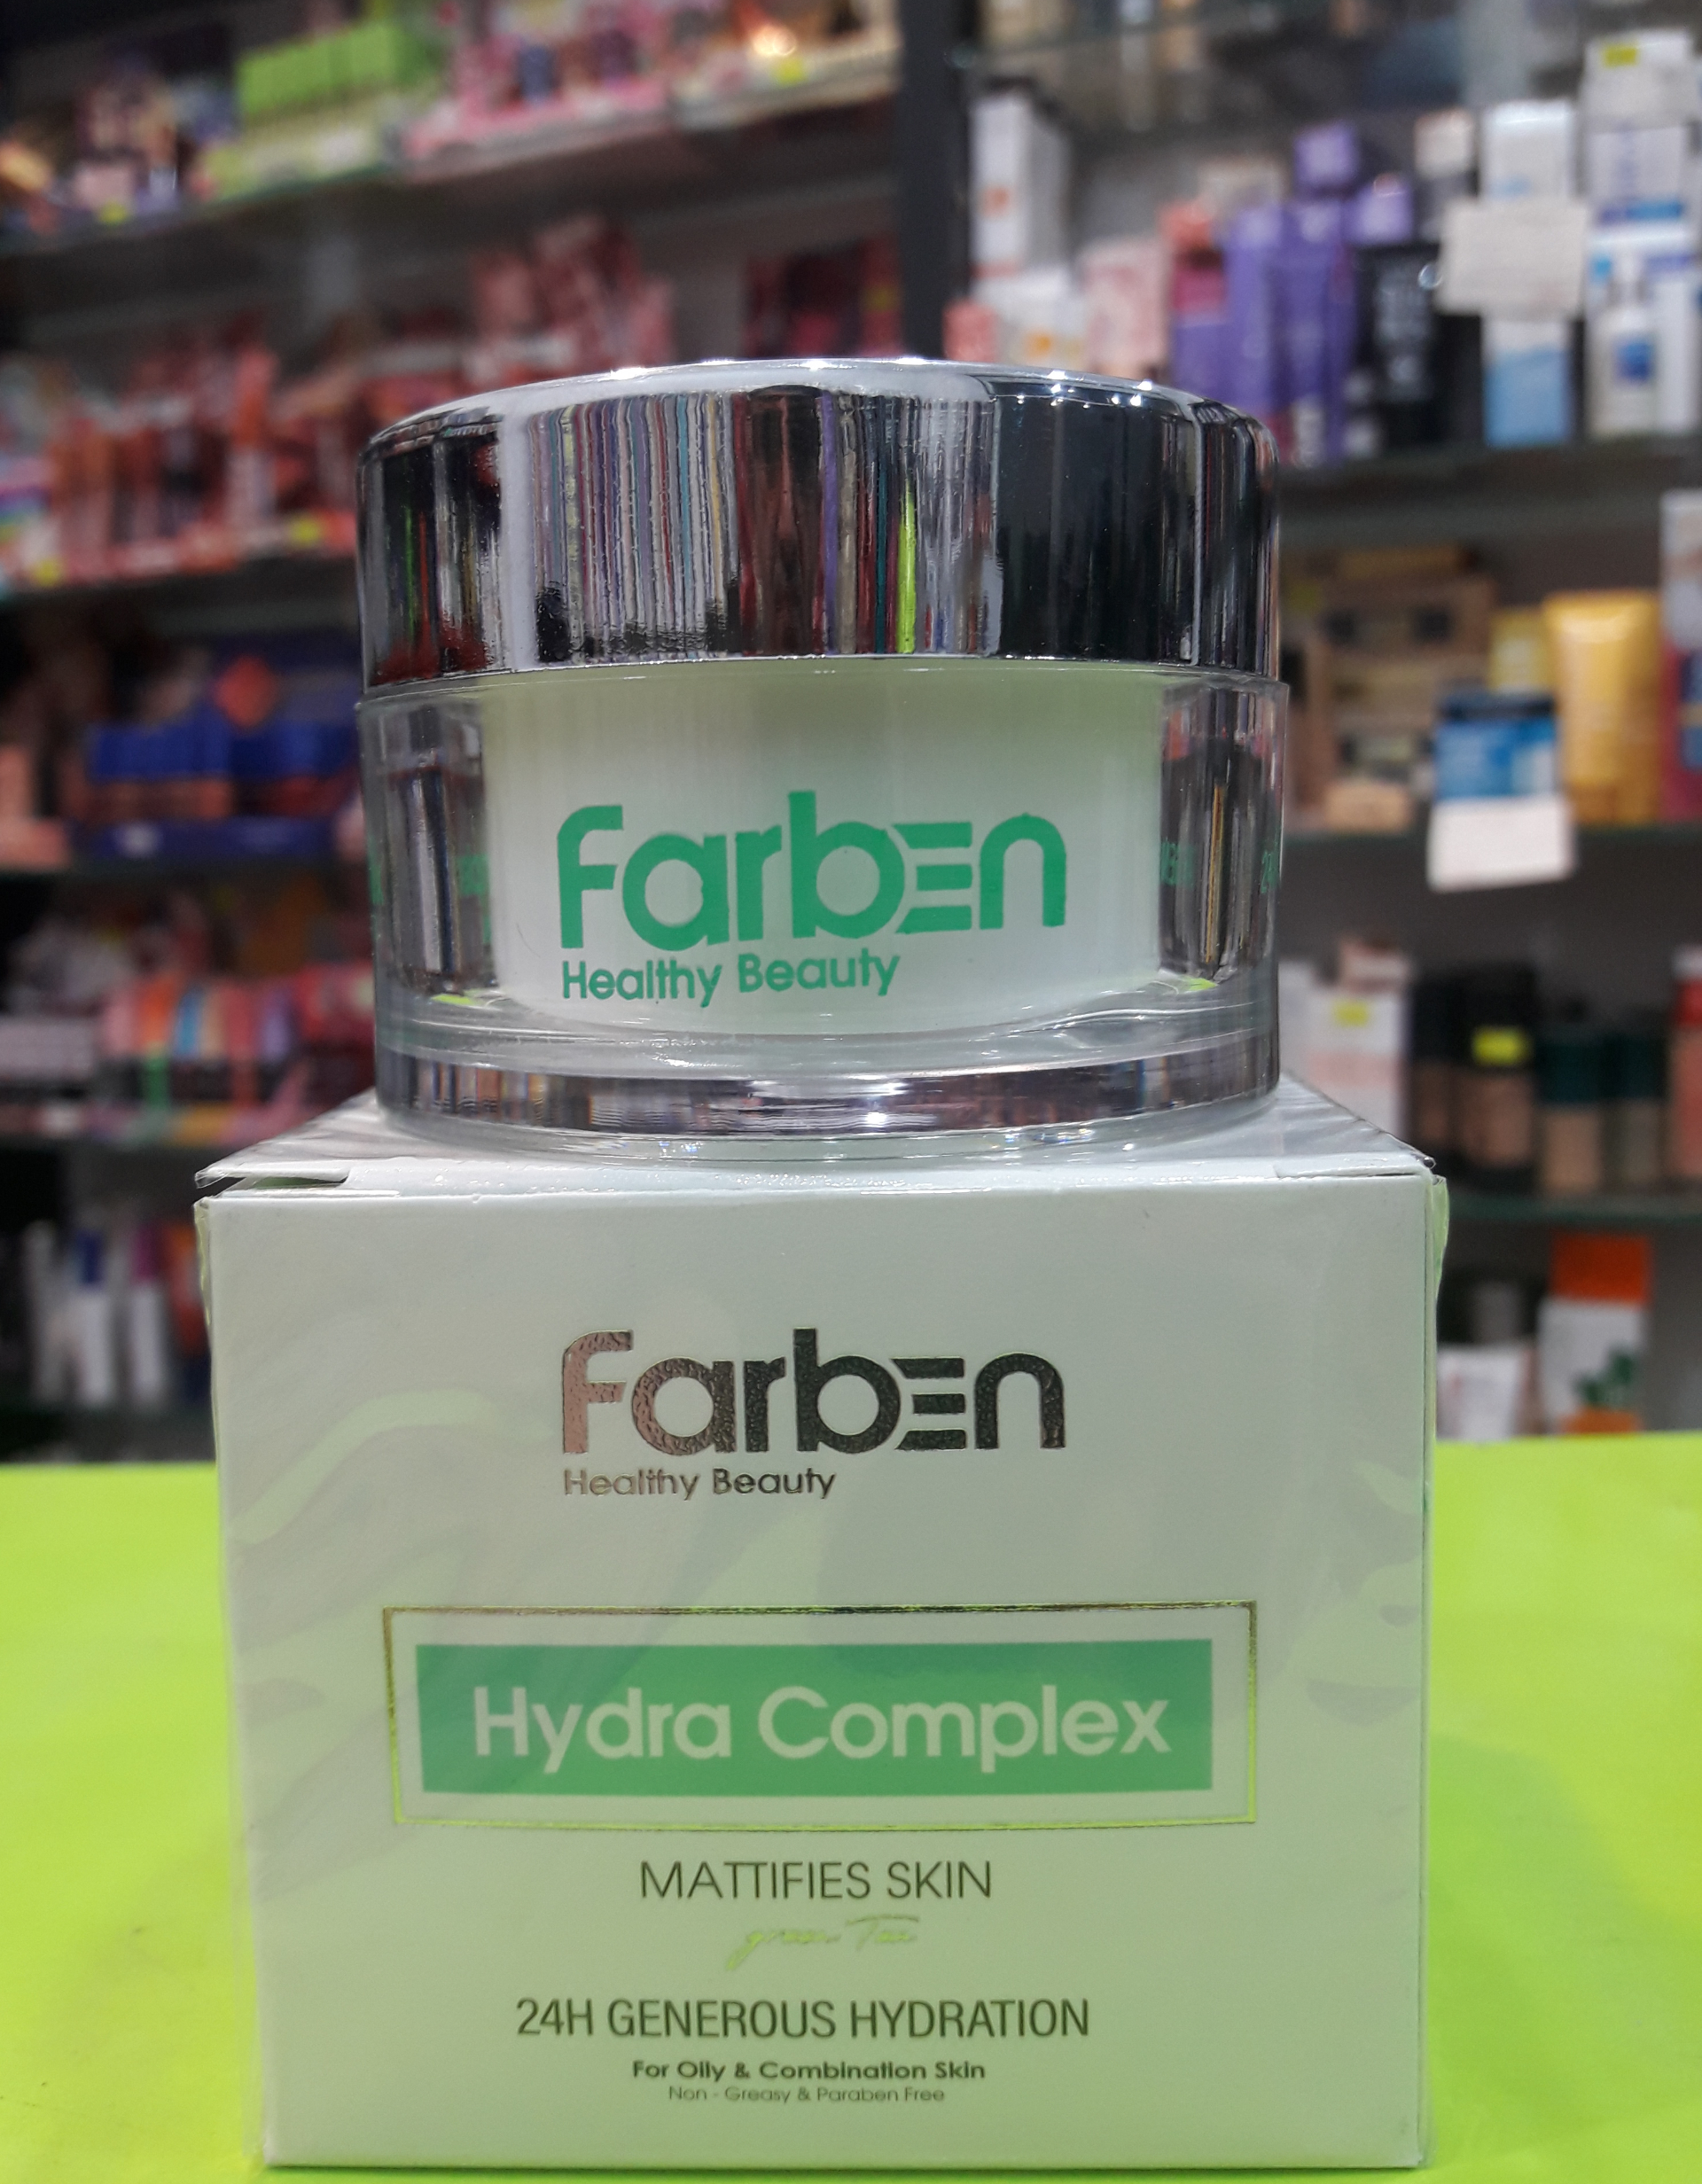 Farben
Healthy Beauty
Farben
Healthy Beauty
Hydra Complex
MATTIFIES SKIN
green Tea
24H GENEROUS HYDRATION
For Oily & Combination Skin
Non - Greasy & Paraben Free